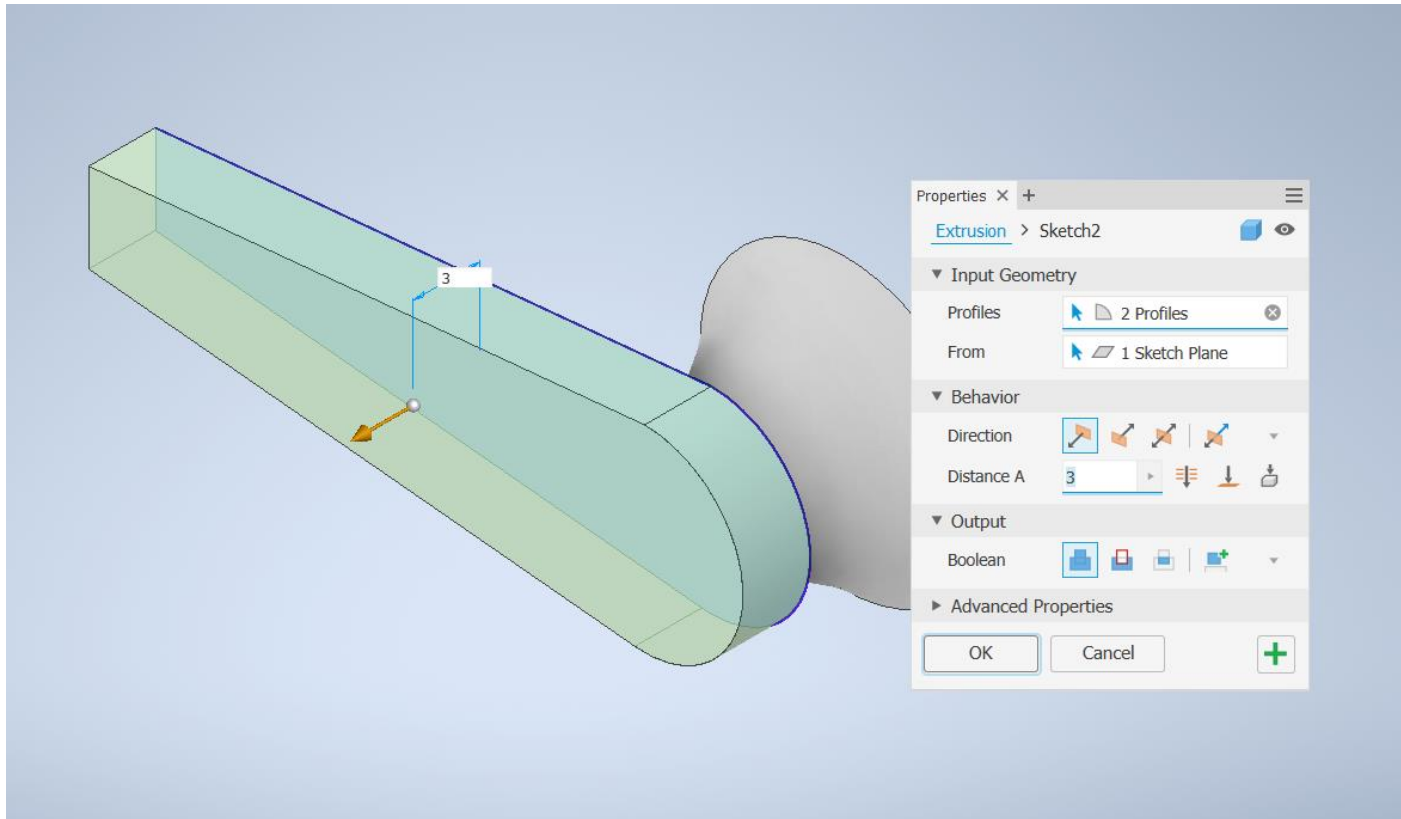 3
Properties
Extrusion > Sketch2
Input Geometry
Profiles 2 Profiles
From 1 Sketch Plane
Behavior
Direction
Distance A 3
Output
Boolean
Advanced Properties
OK Cancel